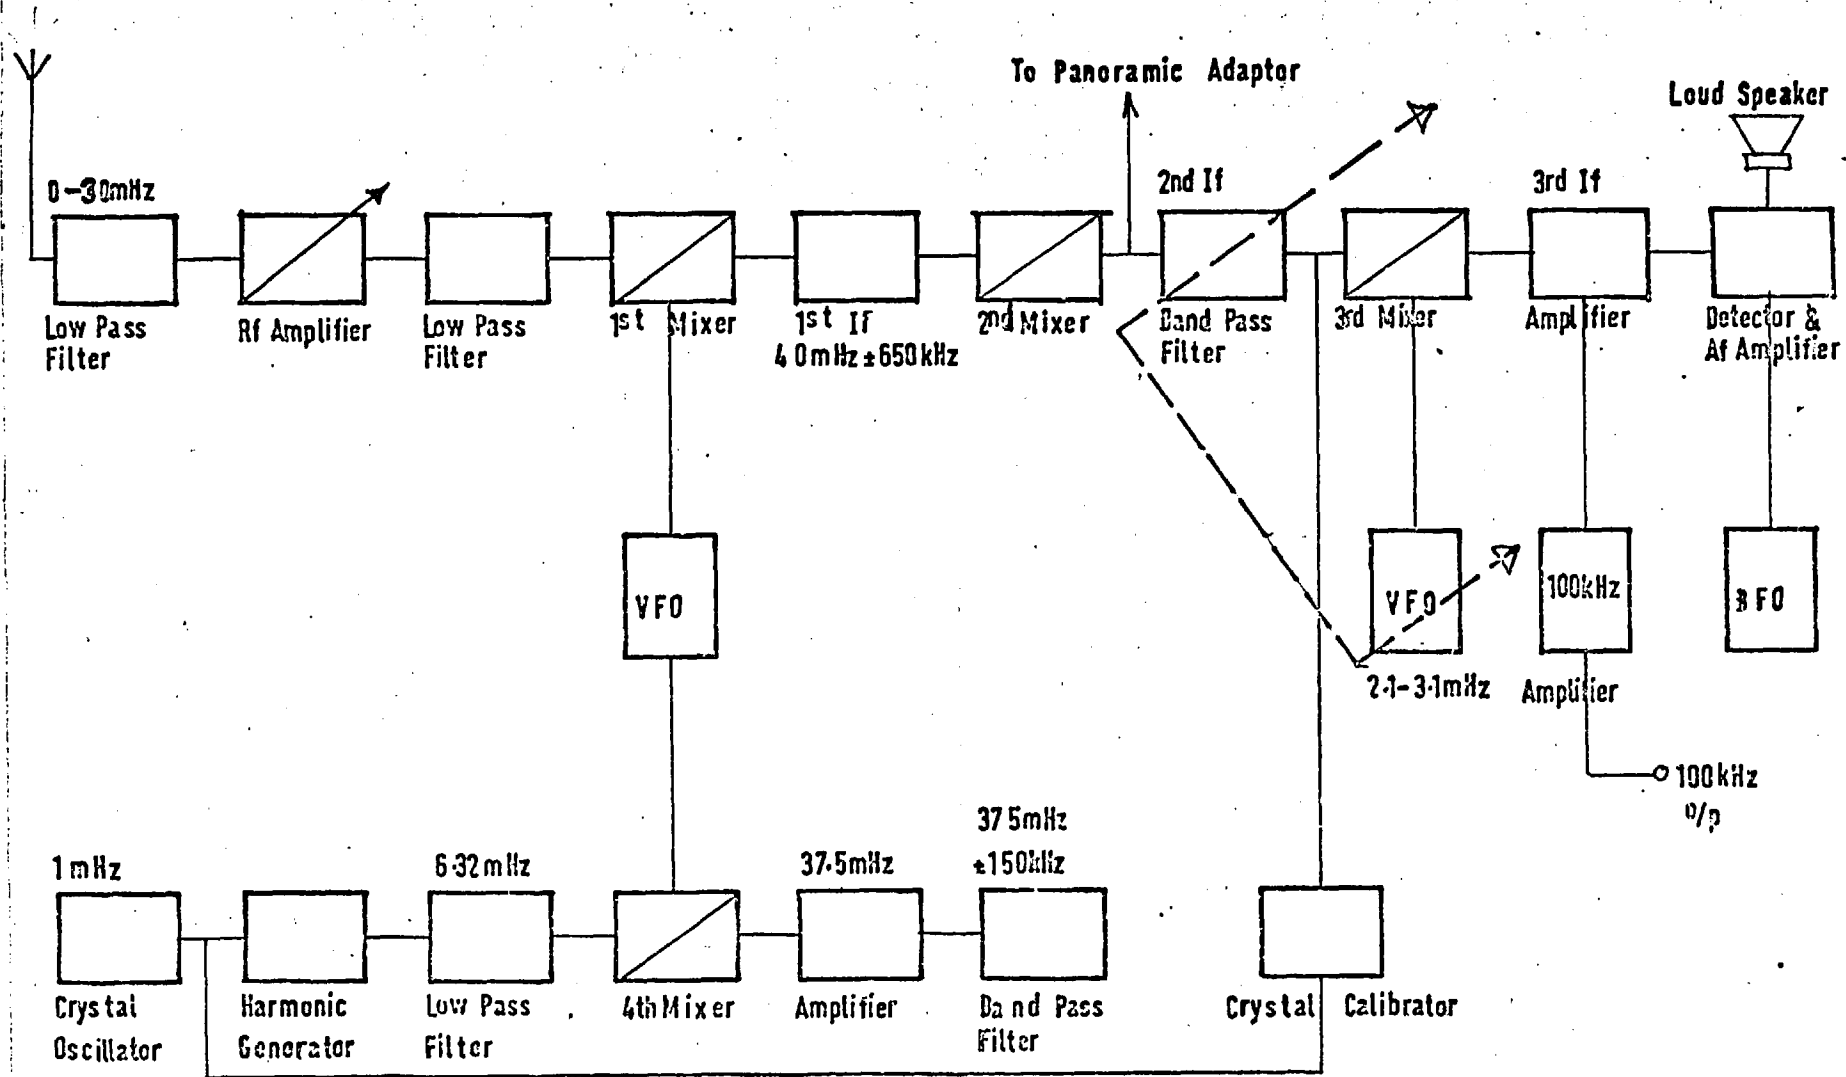 To Panoramic Adaptor
Loud Speaker
0-30mHz
2nd If
3rd If
Low Pass
Filter
Rf Amplifier
Low Pass
Filter
1st Mixer
1st If
40mHz ±650kHz
2nd Mixer
Band Pass
Filter
3rd Mixer
Amplifier
Detector &
Af Amplifier
VFO
VFO
100kHz
BFO
2·1-3·1mHz
Amplifier
100kHz
o/p
1mHz
6·32mHz
37·5mHz
37 5mHz
±150kHz
Crystal
Oscillator
Harmonic
Generator
Low Pass
Filter
4th Mixer
Amplifier
Band Pass
Filter
Crystal Calibrator